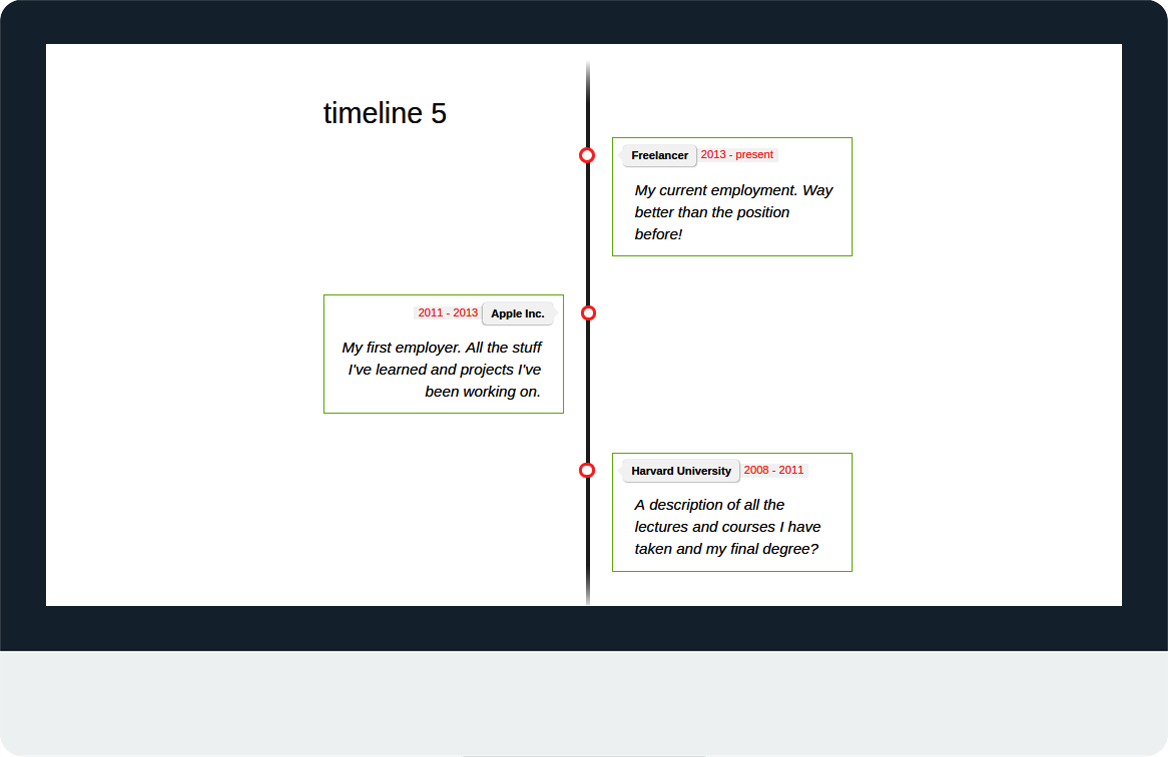 timeline 5
Freelancer 2013 - present
My current employment. Way
better than the position
before!
2011 - 2013 Apple Inc.
My first employer. All the stuff
I've learned and projects I've
been working on.
Harvard University 2008 - 2011
A description of all the
lectures and courses I have
taken and my final degree?